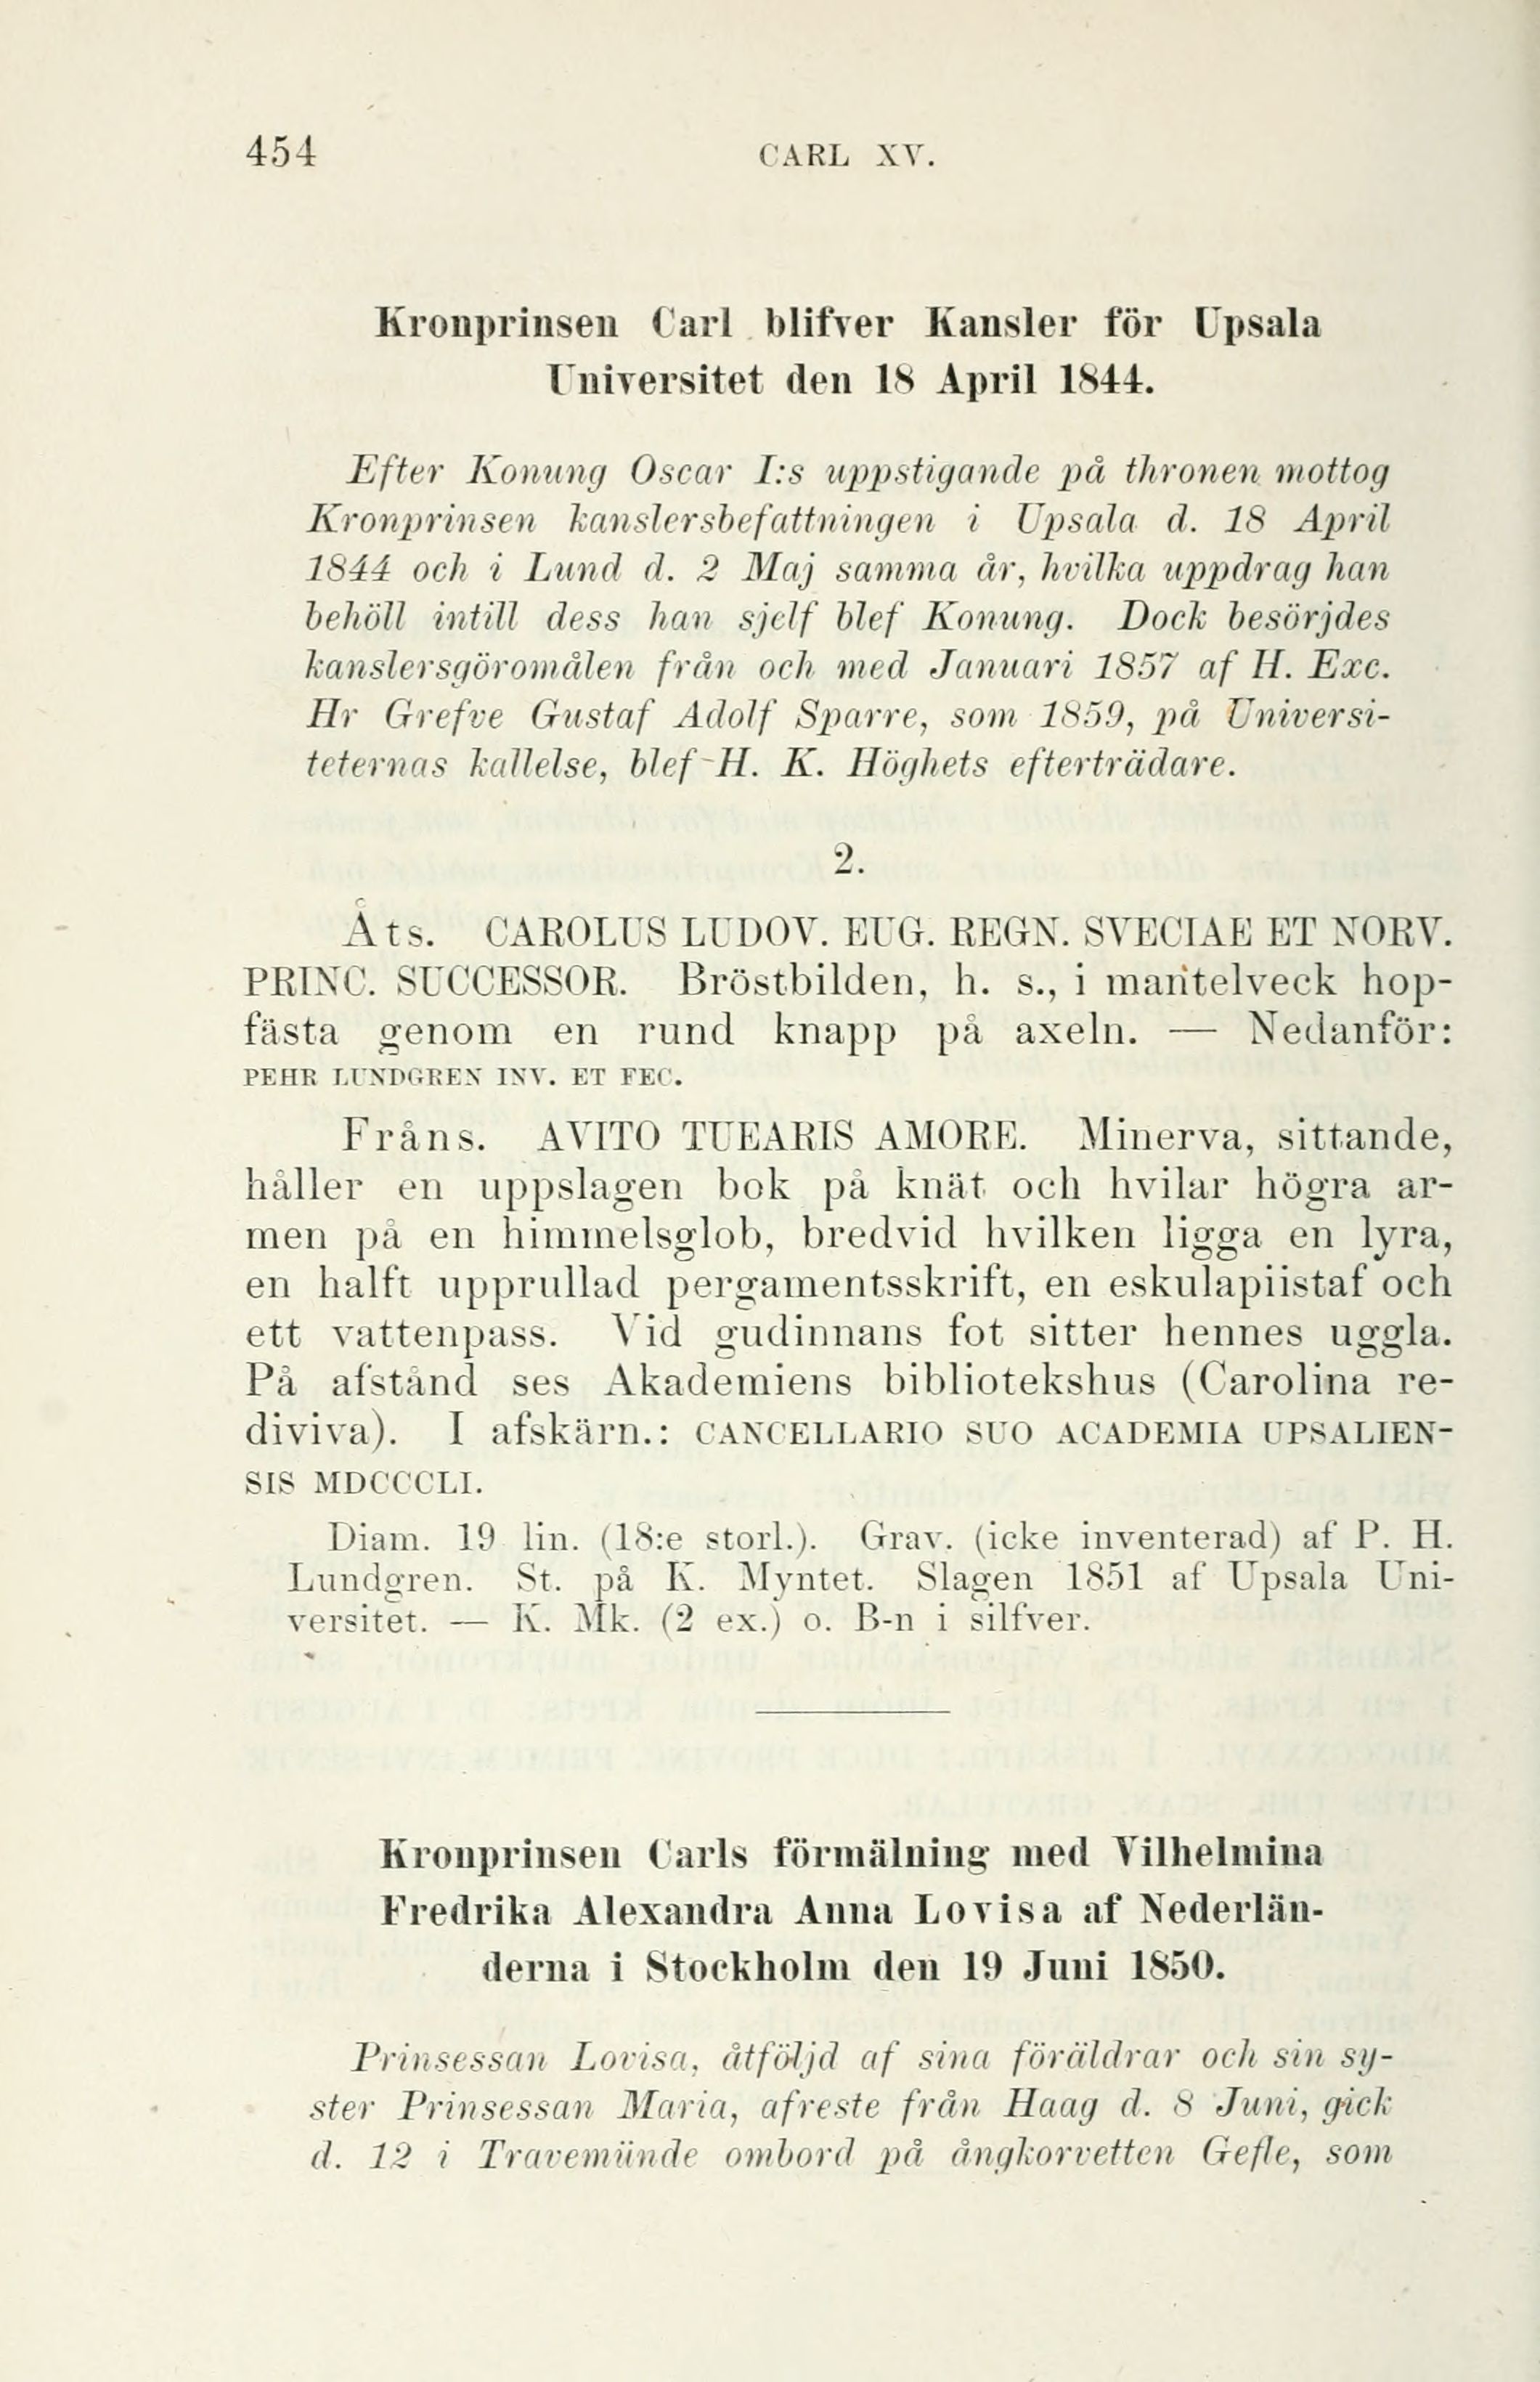 454
CARL XV.
Kronprinsen Carl blifver Kansler för Upsala
Universitet den 18 April 1844.
Efter Konung Oscar I:s uppstigande på thronen mottog
Kronprinsen kanslersbefattningen i Upsala d. 18 April
1844 och i Lund d. 2 Maj samma år, hvilka uppdrag han
behöll intill dess han sjelf blef Konung. Dock besörjdes
kanslersgöromålen från och med Januari 1857 af H. Exc.
Hr Grefve Gustaf Adolf Sparre, som 1859, på Universi-
teternas kallelse, blef H. K. Höghets efterträdare.
2.
Åts. CAROLUS LUDOV. EUG. REGN. SVECIAE ET NORV.
PRINC. SUCCESSOR. Bröstbilden, h. s., i mantelveck hop-
fästa genom en rund knapp på axeln. — Nedanför:
PEHR LUNDGREN INV. ET FEC.
Fråns. AVITO TUEARIS AMORE. Minerva, sittande,
håller en uppslagen bok på knät och hvilar högra ar-
men på en himmelsglob, bredvid hvilken ligga en lyra,
en halft upprullad pergamentsskrift, en eskulapiistaf och
ett vattenpass. Vid gudinnans fot sitter hennes uggla.
På afstånd ses Akademiens bibliotekshus (Carolina re-
diviva). I afskärn.: CANCELLARIO SUO ACADEMIA UPSALIEN-
SIS MDCCCLI.
Diam. 19 lin. (18:e storl.). Grav. (icke inventerad) af P. H.
Lundgren. St. på K. Myntet. Slagen 1851 af Upsala Uni-
versitet. — K. Mk. (2 ex.) o. B-n i silfver.
Kronprinsen Carls förmälning med Vilhelmina
Fredrika Alexandra Anna Lovisa af Nederlän-
derna i Stockholm den 19 Juni 1850.
Prinsessan Lovisa, åtföljd af sina föräldrar och sin sy-
ster Prinsessan Maria, afreste från Haag d. 8 Juni, gick
d. 12 i Travemünde ombord på ångkorvetten Gefle, som